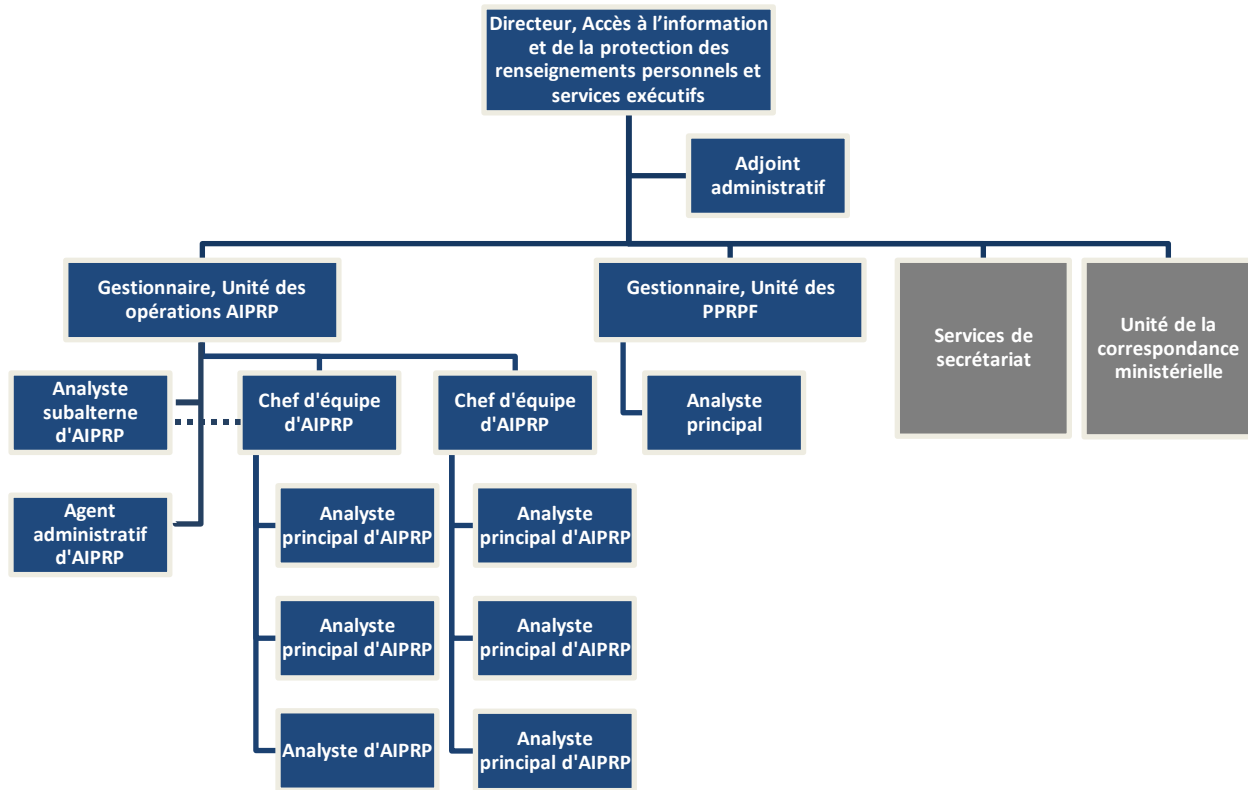 Directeur, Accès à l’information
et de la protection des
renseignements personnels et
services exécutifs
Adjoint
administratif
Gestionnaire, Unité des
opérations AIPRP
Gestionnaire, Unité des
PPRPF
Services de
secrétariat
Unité de la
correspondance
ministérielle
Analyste
subalterne
d'AIPRP
Chef d'équipe
d'AIPRP
Chef d'équipe
d'AIPRP
Analyste
principal
Agent
administratif
d'AIPRP
Analyste
principal d'AIPRP
Analyste
principal d'AIPRP
Analyste
principal d'AIPRP
Analyste
principal d'AIPRP
Analyste d'AIPRP
Analyste
principal d'AIPRP